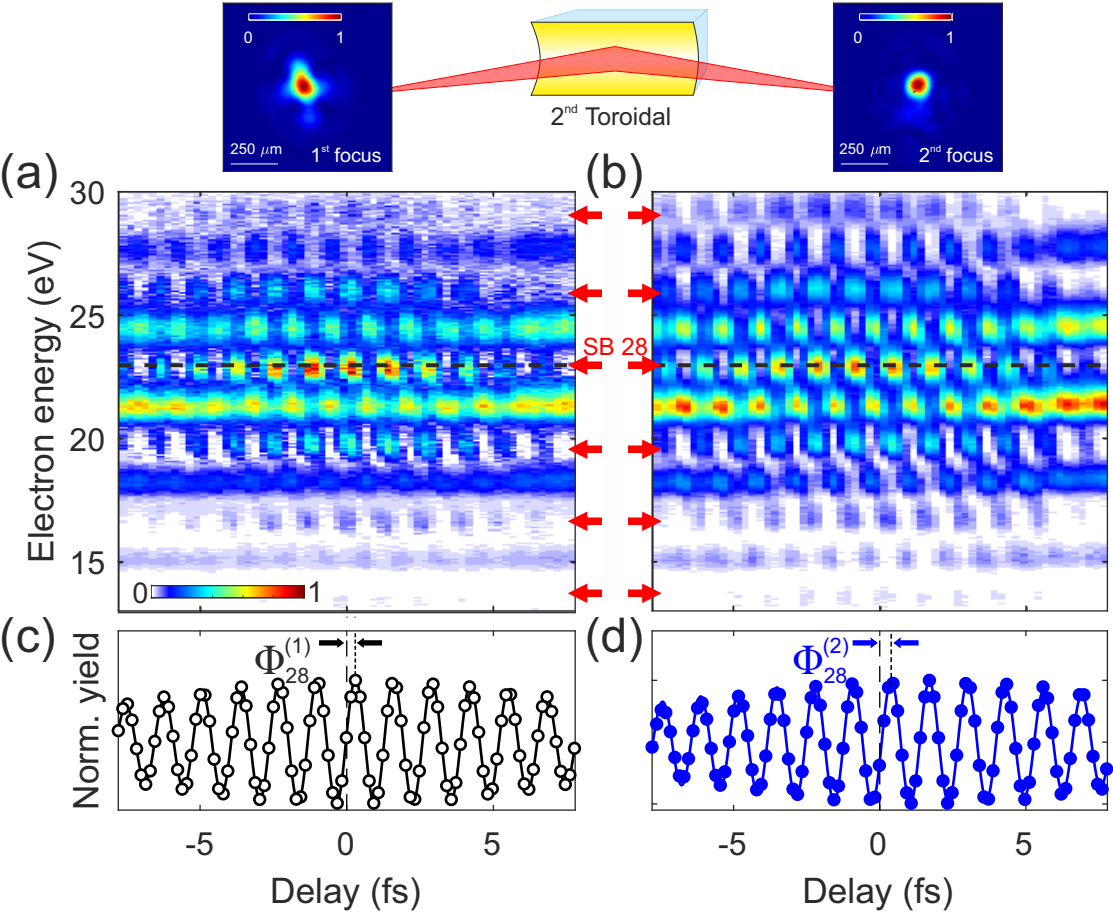 0 1
250 μm 1st focus
2nd Toroidal
0 1
250 μm 2nd focus
(a)
(b)
Electron energy (eV)
30
25
20
15
SB 28
0 1
(c)
Φ28(1)
Norm. yield
-5 0 5
Delay (fs)
(d)
Φ28(2)
-5 0 5
Delay (fs)